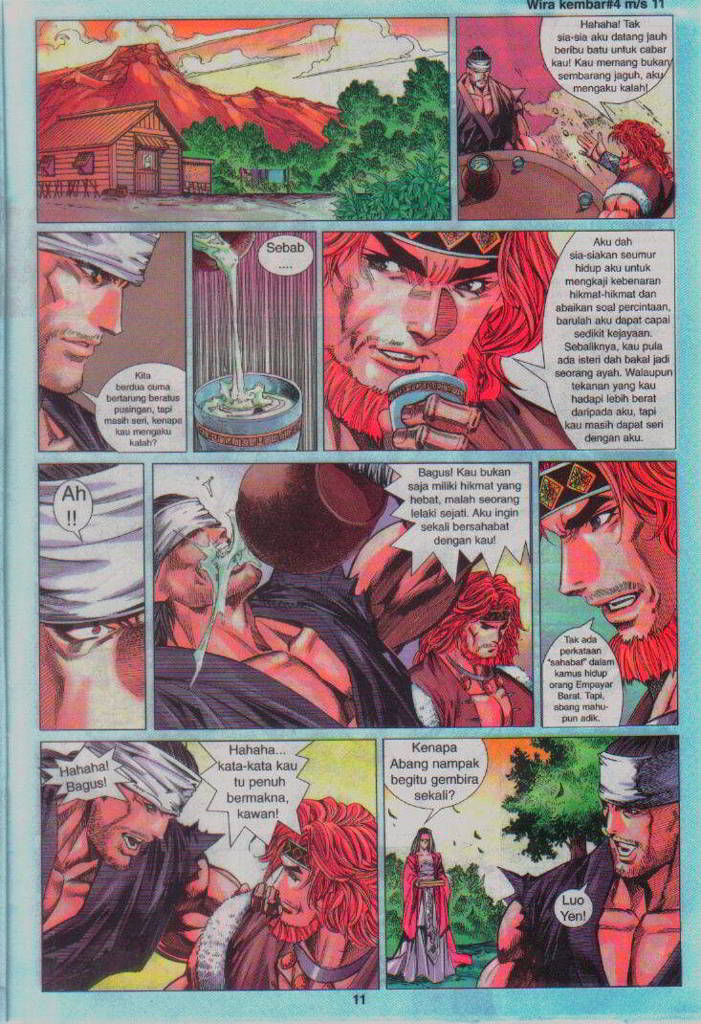 Wira kembar#4 m/s 11
Hahaha! Tak
sia-sia aku datang jauh
beribu batu untuk cabar
kau! Kau memang bukan
sembarang jaguh, aku
mengaku kalah!
Kita
berdua cuma
bertarung beratus
pusingan, tapi
masih seri, kenapa
kau mengaku
kalah?
Sebab
....
Aku dah
sia-siakan seumur
hidup aku untuk
mengkaji kebenaran
hikmat-hikmat dan
abaikan soal percintaan,
barulah aku dapat capai
sedikit kejayaan.
Sebaliknya, kau pula
ada isteri dah bakal jadi
seorang ayah. Walaupun
tekanan yang kau
hadapi lebih berat
daripada aku, tapi
kau masih dapat seri
dengan aku.
Ah
!!
Bagus! Kau bukan
saja miliki hikmat yang
hebat, malah seorang
lelaki sejati. Aku ingin
sekali bersahabat
dengan kau!
Tak ada
perkataan
"sahabat" dalam
kamus hidup
orang Empayar
Barat. Tapi,
abang mahu-
pun adik.
Hahaha!
Bagus!
Hahaha...
kata-kata kau
tu penuh
bermakna,
kawan!
Kenapa
Abang nampak
begitu gembira
sekali?
Luo
Yen!
11